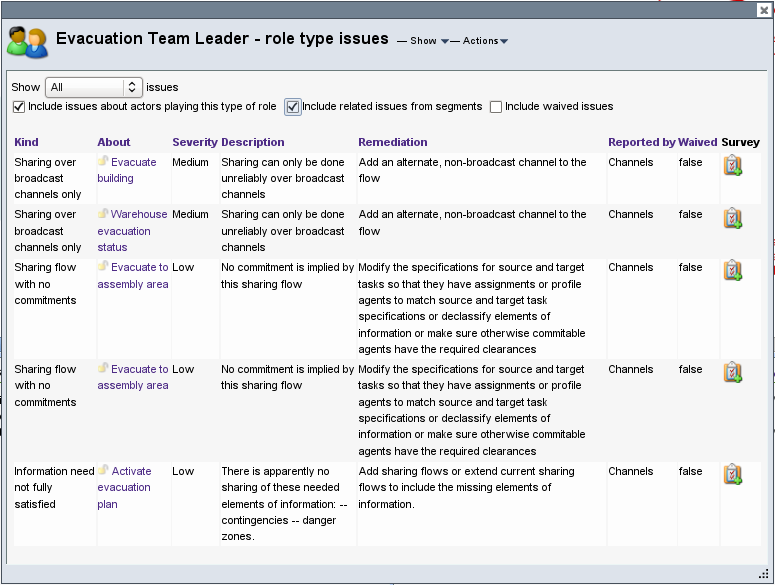 Evacuation Team Leader - role type issues — Show — Actions
Show All issues
Include issues about actors playing this type of role Include related issues from segments Include waived issues
Kind About Severity Description Remediation Reported by Waived Survey
Sharing over Evacuate Medium Sharing can only be done Add an alternate, non-broadcast channel to the Channels false
broadcast building unreliably over broadcast flow
channels only channels
Sharing over Warehouse Medium Sharing can only be done Add an alternate, non-broadcast channel to the Channels false
broadcast evacuation unreliably over broadcast flow
channels only status channels
Sharing flow Evacuate to Low No commitment is implied by Modify the specifications for source and target Channels false
with no assembly area this sharing flow tasks so that they have assignments or profile
commitments agents to match source and target task
specifications or declassify elements of
information or make sure otherwise commitable
agents have the required clearances
Sharing flow Evacuate to Low No commitment is implied by Modify the specifications for source and target Channels false
with no assembly area this sharing flow tasks so that they have assignments or profile
commitments agents to match source and target task
specifications or declassify elements of
information or make sure otherwise commitable
agents have the required clearances
Information need Activate Low There is apparently no Add sharing flows or extend current sharing Channels false
not fully evacuation sharing of these needed flows to include the missing elements of
satisfied plan elements of information: -- information.
contingencies -- danger
zones.